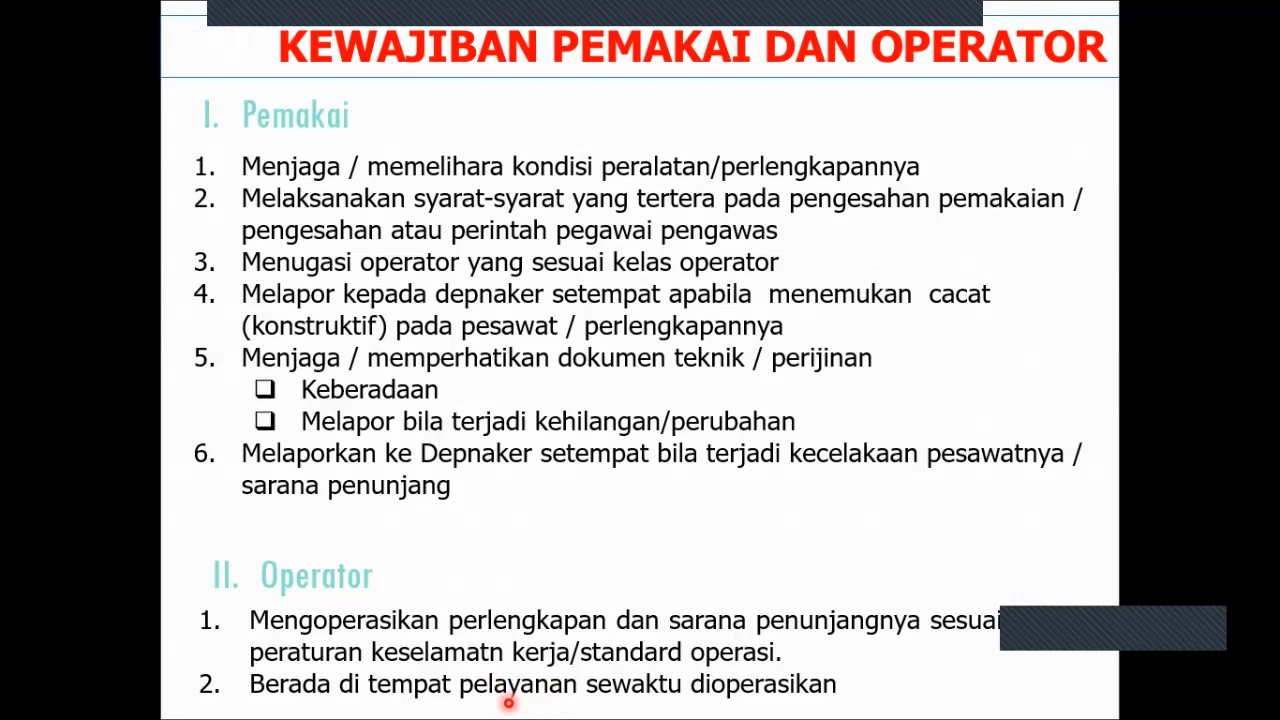 KEWAJIBAN PEMAKAI DAN OPERATOR
I. Pemakai
1. Menjaga / memelihara kondisi peralatan/perlengkapannya
2. Melaksanakan syarat-syarat yang tertera pada pengesahan pemakaian /
pengesahan atau perintah pegawai pengawas
3. Menugasi operator yang sesuai kelas operator
4. Melapor kepada depnaker setempat apabila menemukan cacat
(konstruktif) pada pesawat / perlengkapannya
5. Menjaga / memperhatikan dokumen teknik / perijinan
❑ Keberadaan
❑ Melapor bila terjadi kehilangan/perubahan
6. Melaporkan ke Depnaker setempat bila terjadi kecelakaan pesawatnya /
sarana penunjang
II. Operator
1. Mengoperasikan perlengkapan dan sarana penunjangnya sesuai
peraturan keselamatn kerja/standard operasi.
2. Berada di tempat pelayanan sewaktu dioperasikan